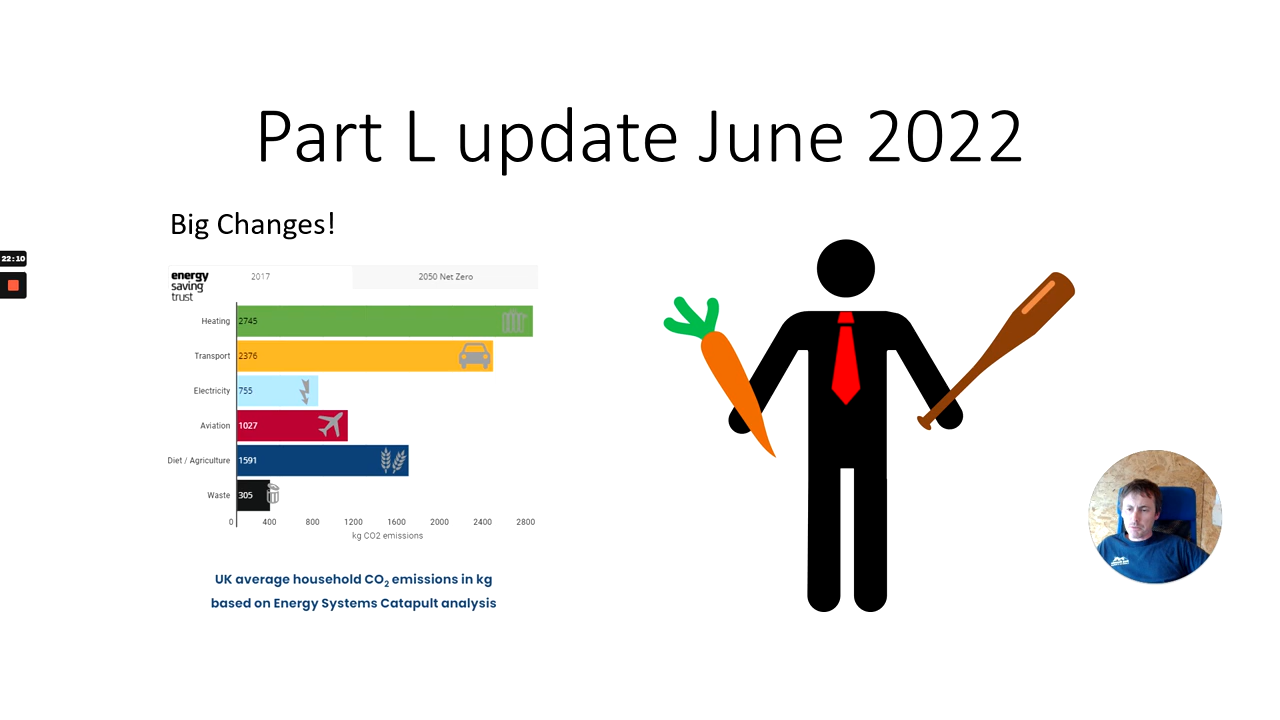 Part L update June 2022
Big Changes!
22:10
energy
saving
trust
2017
2050 Net Zero
Heating
2745
Transport
2376
Electricity
755
Aviation
1027
Diet / Agriculture
1591
Waste
305
0 400 800 1200 1600 2000 2400 2800
kg CO2 emissions
UK average household CO₂ emissions in kg
based on Energy Systems Catapult analysis